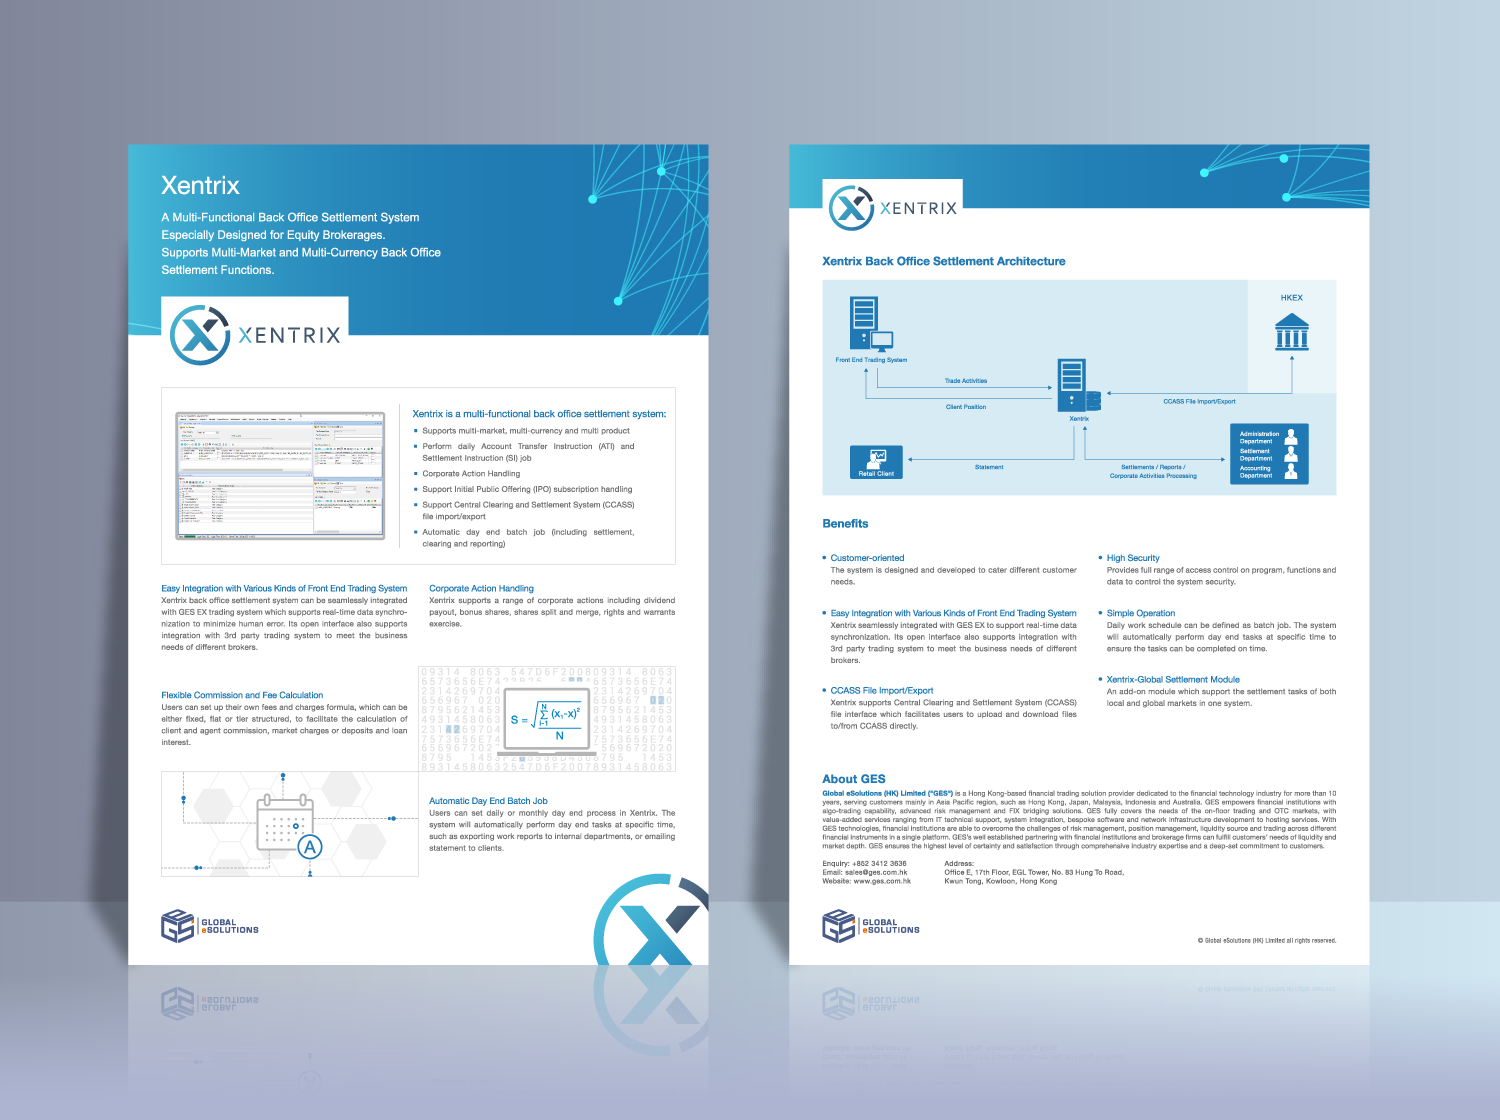 Xentrix
A Multi-Functional Back Office Settlement System
Especially Designed for Equity Brokerages.
Supports Multi-Market and Multi-Currency Back Office
Settlement Functions.
XENTRIX
Xentrix is a multi-functional back office settlement system:
Supports multi-market, multi-currency and multi product
Perform daily Account Transfer Instruction (ATI) and
Settlement Instruction (SI) job
Corporate Action Handling
Support Initial Public Offering (IPO) subscription handling
Support Central Clearing and Settlement System (CCASS)
file import/export
Automatic day end batch job (including settlement,
clearing and reporting)
Easy Integration with Various Kinds of Front End Trading System
Xentrix back office settlement system can be seamlessly integrated
with GES EX trading system which supports real-time data synchro-
nization to minimize human error. Its open interface also supports
integration with 3rd party trading system to meet the business
needs of different brokers.
Corporate Action Handling
Xentrix supports a range of corporate actions including dividend
payout, bonus shares, shares split and merge, rights and warrants
exercise.
Flexible Commission and Fee Calculation
Users can set up their own fees and charges formula, which can be
either fixed, flat or tier structured, to facilitate the calculation of
client and agent commission, market charges or deposits and loan
interest.
S = √ N Σ i-1 (x₁-x)² N
A
Automatic Day End Batch Job
Users can set daily or monthly day end process in Xentrix. The
system will automatically perform day end tasks at specific time,
such as exporting work reports to internal departments, or emailing
statement to clients.
GES
GLOBAL
eSOLUTIONS
XENTRIX
Xentrix Back Office Settlement Architecture
HKEX
Front End Trading System
Trade Activities
Client Position
CCASS File Import/Export
Xentrix
Administration
Department
Settlement
Department
Accounting
Department
Retail Client
Statement
Settlements / Reports /
Corporate Activities Processing
Benefits
Customer-oriented
The system is designed and developed to cater different customer
needs.
Easy Integration with Various Kinds of Front End Trading System
Xentrix seamlessly integrated with GES EX to support real-time data
synchronization. Its open interface also supports integration with
3rd party trading system to meet the business needs of different
brokers.
CCASS File Import/Export
Xentrix supports Central Clearing and Settlement System (CCASS)
file interface which facilitates users to upload and download files
to/from CCASS directly.
High Security
Provides full range of access control on program, functions and
data to control the system security.
Simple Operation
Daily work schedule can be defined as batch job. The system
will automatically perform day end tasks at specific time to
ensure the tasks can be completed on time.
Xentrix-Global Settlement Module
An add-on module which support the settlement tasks of both
local and global markets in one system.
About GES
Global eSolutions (HK) Limited ("GES") is a Hong Kong-based financial trading solution provider dedicated to the financial technology industry for more than 10
years, serving customers mainly in Asia Pacific region, such as Hong Kong, Japan, Malaysia, Indonesia and Australia. GES empowers financial institutions with
algo-trading capability, advanced risk management and FIX bridging solutions. GES fully covers the needs of the on-floor trading and OTC markets, with
value-added services ranging from IT technical support, system integration, bespoke software and network infrastructure development to hosting services. With
GES technologies, financial institutions are able to overcome the challenges of risk management, position management, liquidity source and trading across different
financial instruments in a single platform. GES's well established partnering with financial institutions and brokerage firms can fulfill customers' needs of liquidity and
market depth. GES ensures the highest level of certainty and satisfaction through comprehensive industry expertise and a deep-set commitment to customers.
Enquiry: +852 3412 3636
Email: sales@ges.com.hk
Website: www.ges.com.hk
Address:
Office E, 17th Floor, EGL Tower, No. 83 Hung To Road,
Kwun Tong, Kowloon, Hong Kong
GES
GLOBAL
eSOLUTIONS
© Global eSolutions (HK) Limited all rights reserved.